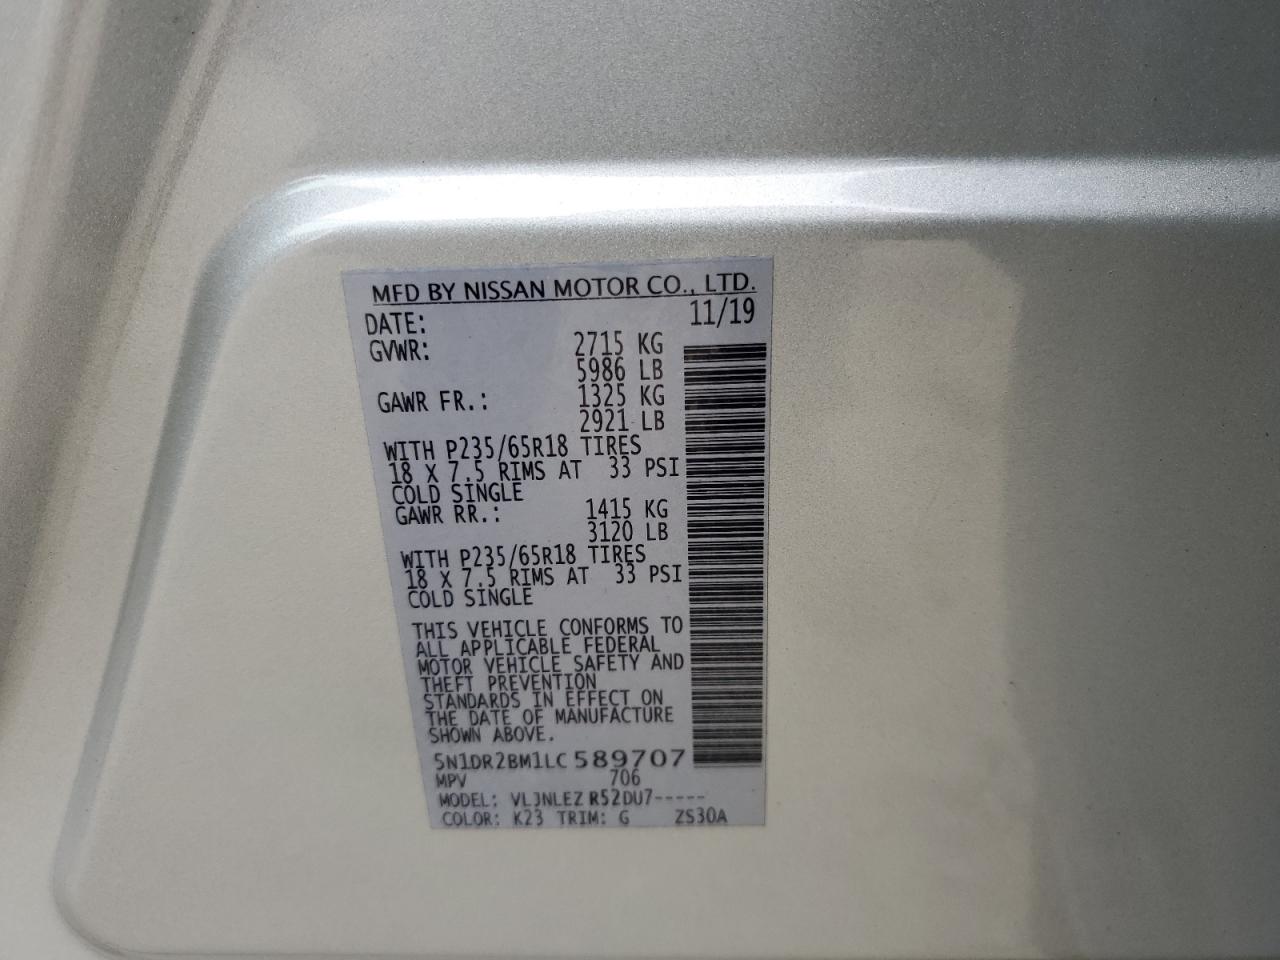 MFD BY NISSAN MOTOR CO., LTD.
DATE: 11/19
GVWR: 2715 KG
5986 LB
GAWR FR.: 1325 KG
2921 LB
WITH P235/65R18 TIRES
18 X 7.5 RIMS AT 33 PSI
COLD SINGLE
GAWR RR.: 1415 KG
3120 LB
WITH P235/65R18 TIRES
18 X 7.5 RIMS AT 33 PSI
COLD SINGLE
THIS VEHICLE CONFORMS TO
ALL APPLICABLE FEDERAL
MOTOR VEHICLE SAFETY AND
THEFT PREVENTION
STANDARDS IN EFFECT ON
THE DATE OF MANUFACTURE
SHOWN ABOVE.
5N1DR2BM1LC589707
MPV 706
MODEL: VLJNLEZ R52DU7-----
COLOR: K23 TRIM: G ZS30A